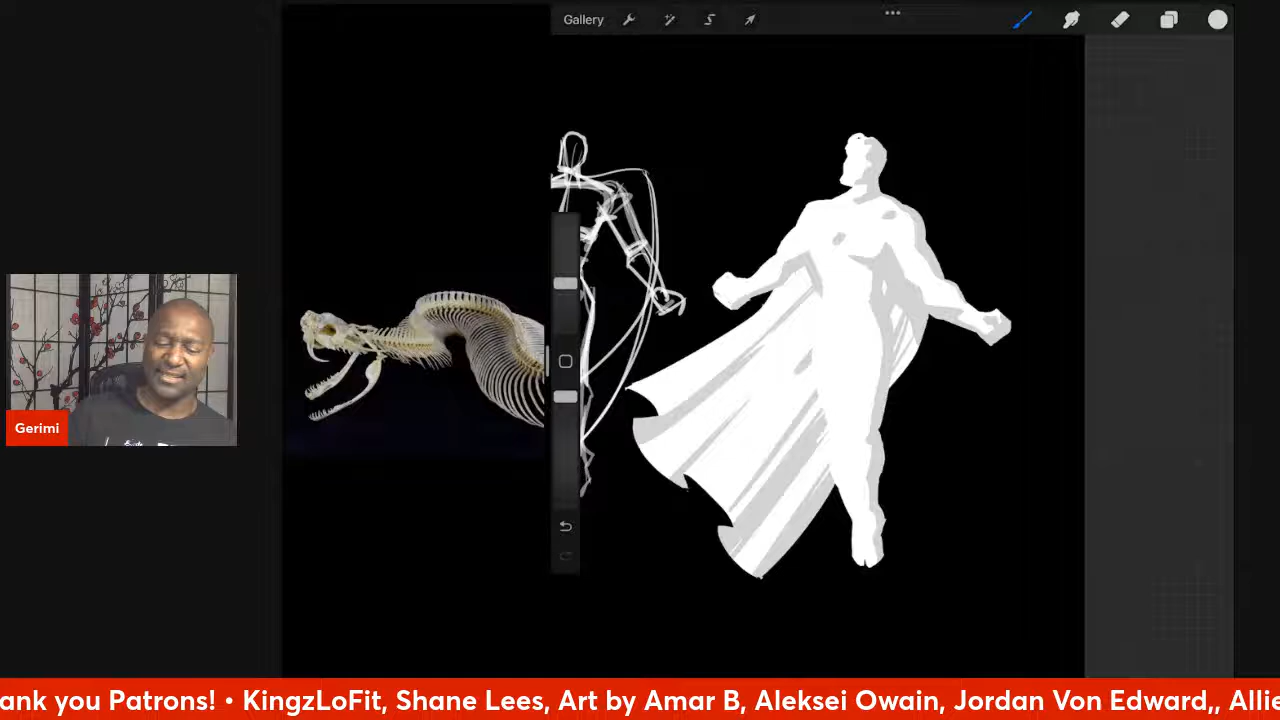 Gallery
Gerimi
ank you Patrons! • KingzLoFit, Shane Lees, Art by Amar B, Aleksei Owain, Jordan Von Edward,, Allie